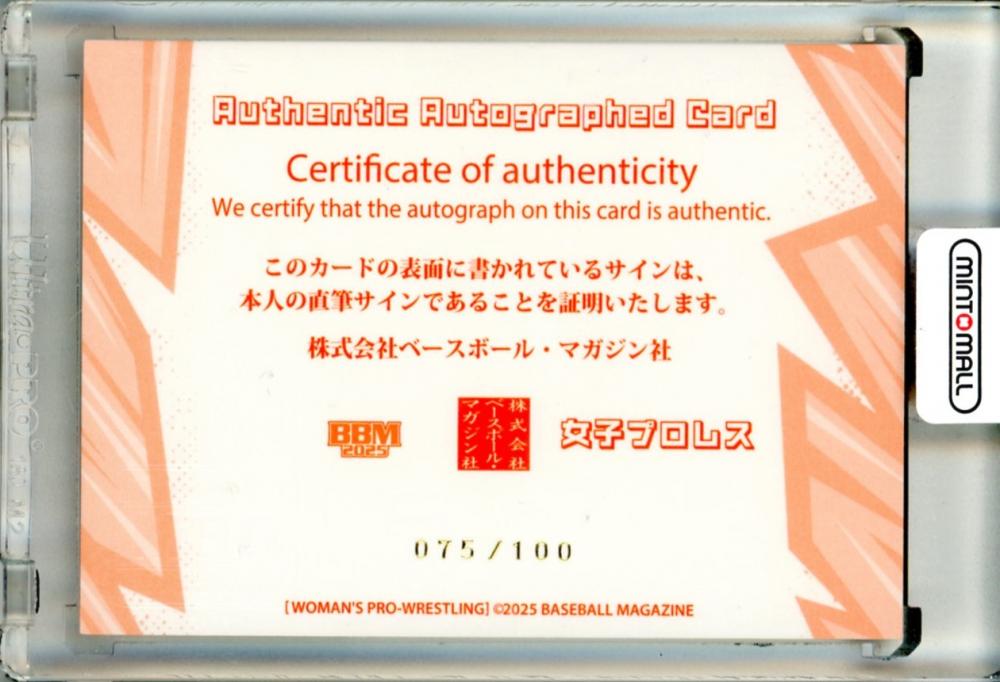 Authentic Autographed Card
Certificate of authenticity
We certify that the autograph on this card is authentic.
このカードの表面に書かれているサインは、
本人の直筆サインであることを証明いたします。
株式会社ベースボール・マガジン社
BBM
2025
株式会社
ベースボール・
マガジン社
女子プロレス
075/100
[WOMAN'S PRO-WRESTLING] ©2025 BASEBALL MAGAZINE
MINTOMALL
UltraPRO